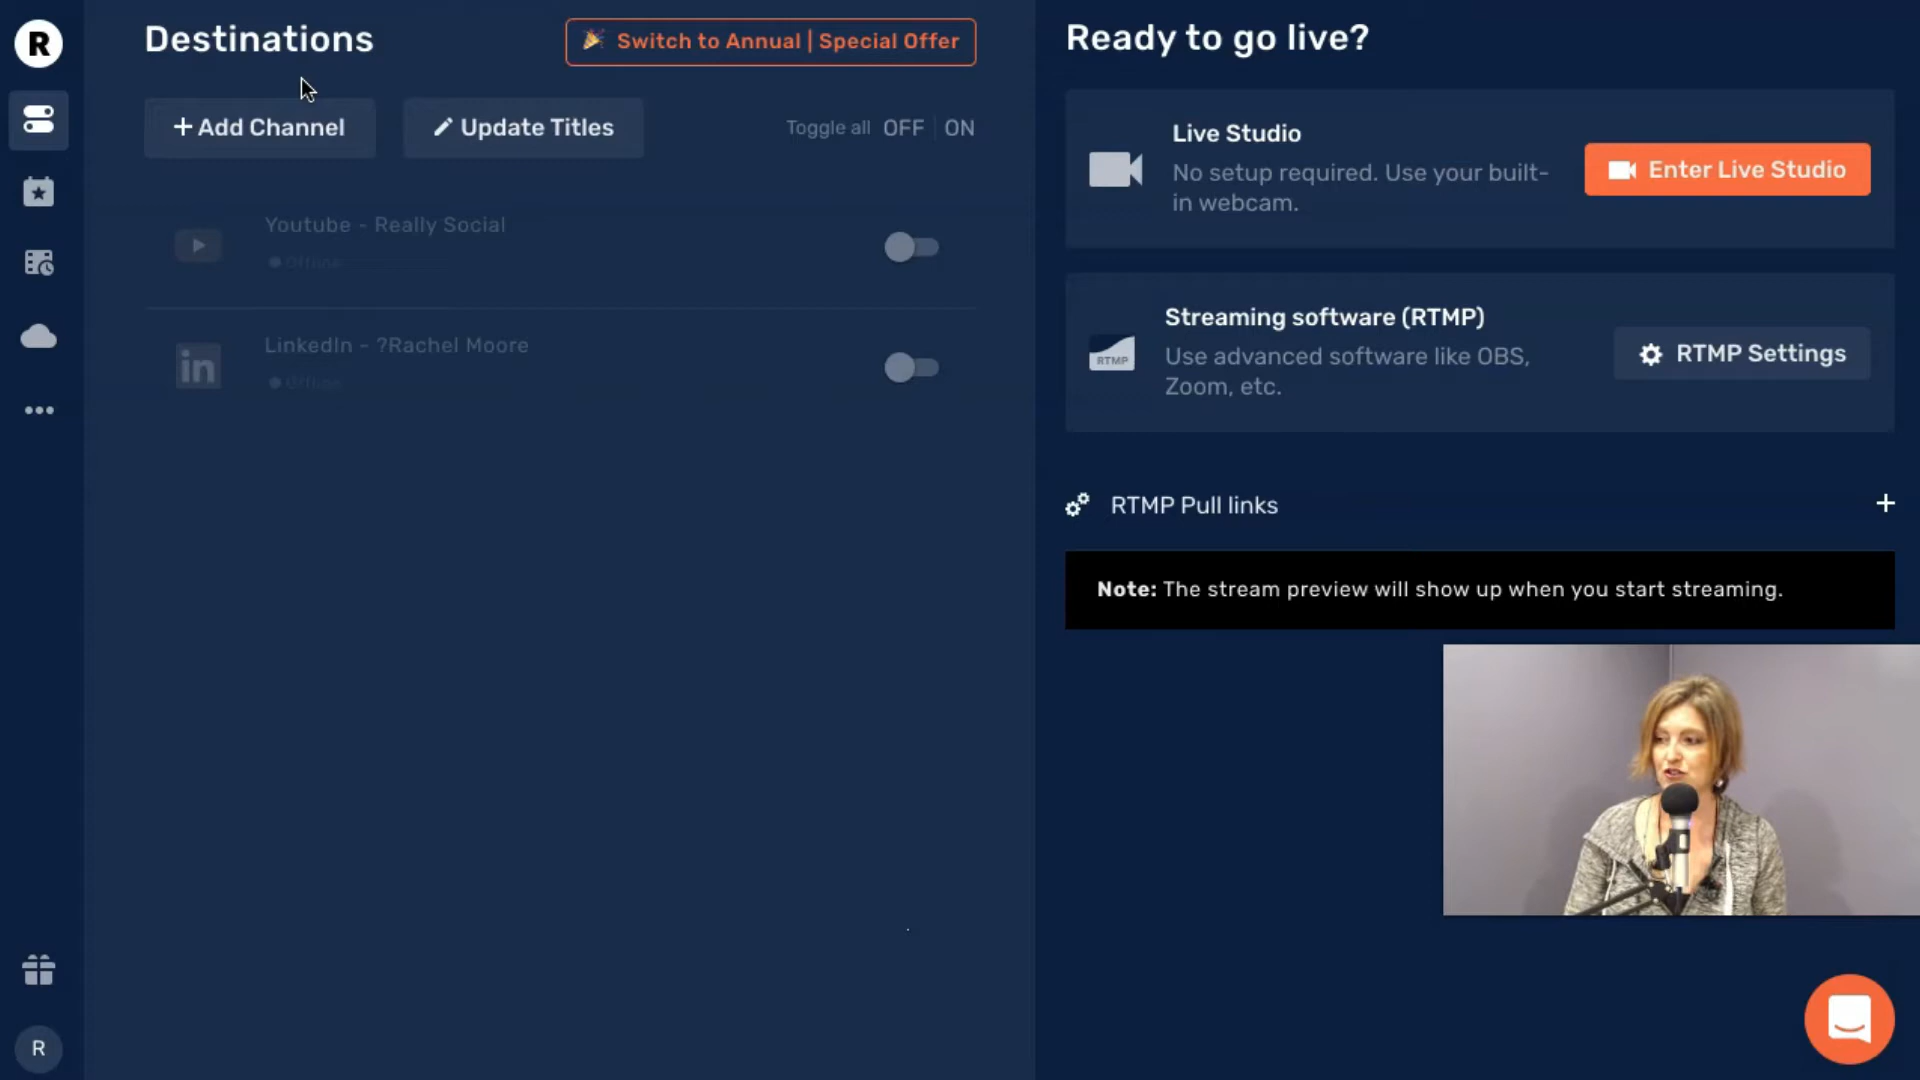 R
Destinations
Switch to Annual | Special Offer
+ Add Channel
Update Titles
Toggle all OFF ON
Youtube - Really Social
Offline
LinkedIn - ?Rachel Moore
Offline
R
Ready to go live?
Live Studio
No setup required. Use your built-
in webcam.
Enter Live Studio
Streaming software (RTMP)
RTMP
Use advanced software like OBS,
Zoom, etc.
RTMP Settings
RTMP Pull links
Note: The stream preview will show up when you start streaming.